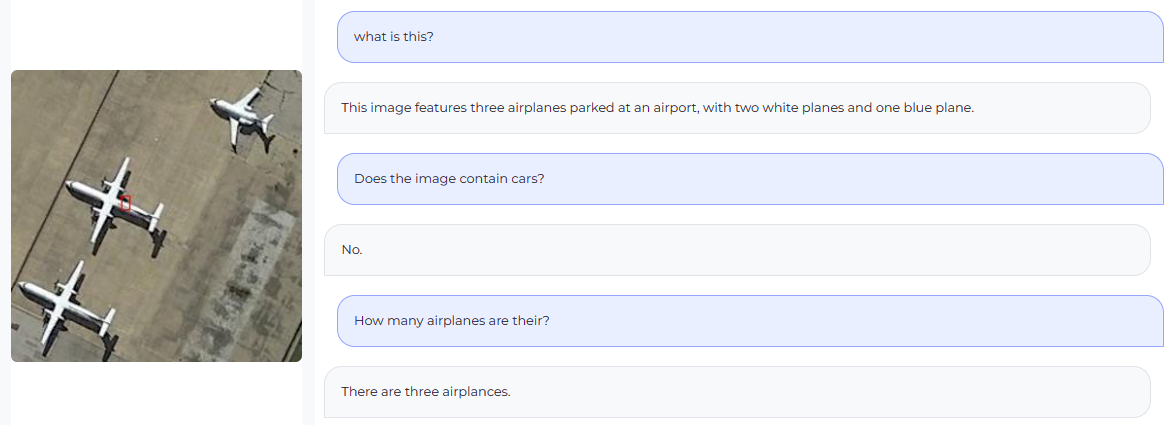 what is this?
This image features three airplanes parked at an airport, with two white planes and one blue plane.
Does the image contain cars?
No.
How many airplanes are their?
There are three airplances.